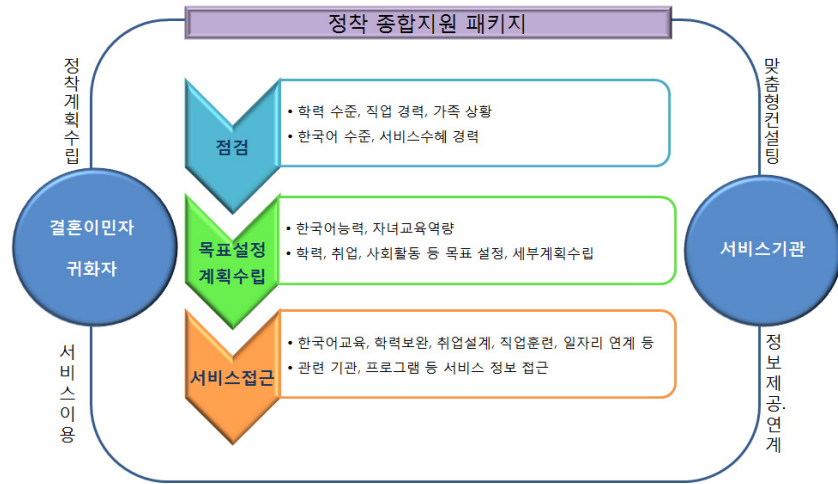 정착 종합지원 패키지
정착계획수립
맞춤형컨설팅
점검
• 학력 수준, 직업 경력, 가족 상황
• 한국어 수준, 서비스수혜 경력
결혼이민자
귀화자
목표설정
계획수립
• 한국어능력, 자녀교육역량
• 학력, 취업, 사회활동 등 목표 설정, 세부계획수립
서비스기관
서비스접근
• 한국어교육, 학력보완, 취업설계, 직업훈련, 일자리 연계 등
• 관련 기관, 프로그램 등 서비스 정보 접근
서비스이용
정보제공.연계